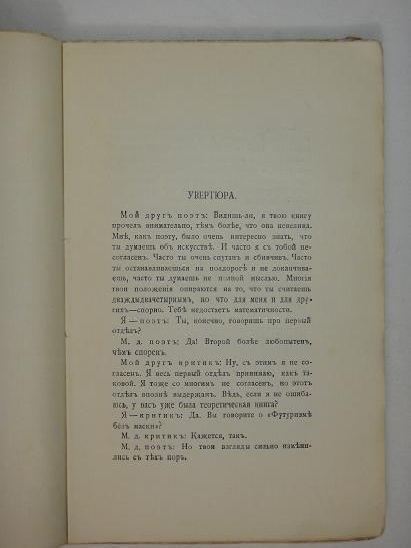 УВЕРТЮРА.
Мой другъ поэтъ: Видишь-ли, я твою книгу
прочелъ внимательно, тѣмъ болѣе, что она невелика.
Мнѣ, какъ поэту, было очень интересно знать, что
ты думаешь объ искусствѣ. И часто я съ тобой не-
согласенъ. Часто ты очень спутанъ и сбивчивъ. Часто
ты останавливаешься на полдорогѣ и не доканчива-
ешь, часто ты думаешь не полной мыслью. Многія
твои положенія опираются на то, что ты считаешь
дваждыдвачетырнымъ, но что для меня и для дру-
гихъ—спорно. Тебѣ недостаетъ математичности.
Я—поэтъ: Ты, конечно, говоришь про первый
отдѣлъ?
М. д. поэтъ: Да! Второй болѣе любопытенъ,
чѣмъ споренъ.
Мой другъ критикъ: Ну, съ этимъ я не со-
гласенъ. Я весь первый отдѣлъ принимаю, какъ та-
ковой. Я тоже со многимъ не согласенъ, но этотъ
отдѣлъ вполнѣ выдержанъ. Вѣдь, если я не ошиба-
юсь, у васъ уже была теоретическая книга?
Я—критикъ: Да. Вы говорите о «Футуризмѣ
безъ маски»?
М. д. критикъ: Кажется, такъ.
М. д. поэтъ: Но твои взгляды сильно измѣни-
лись съ тѣхъ поръ.